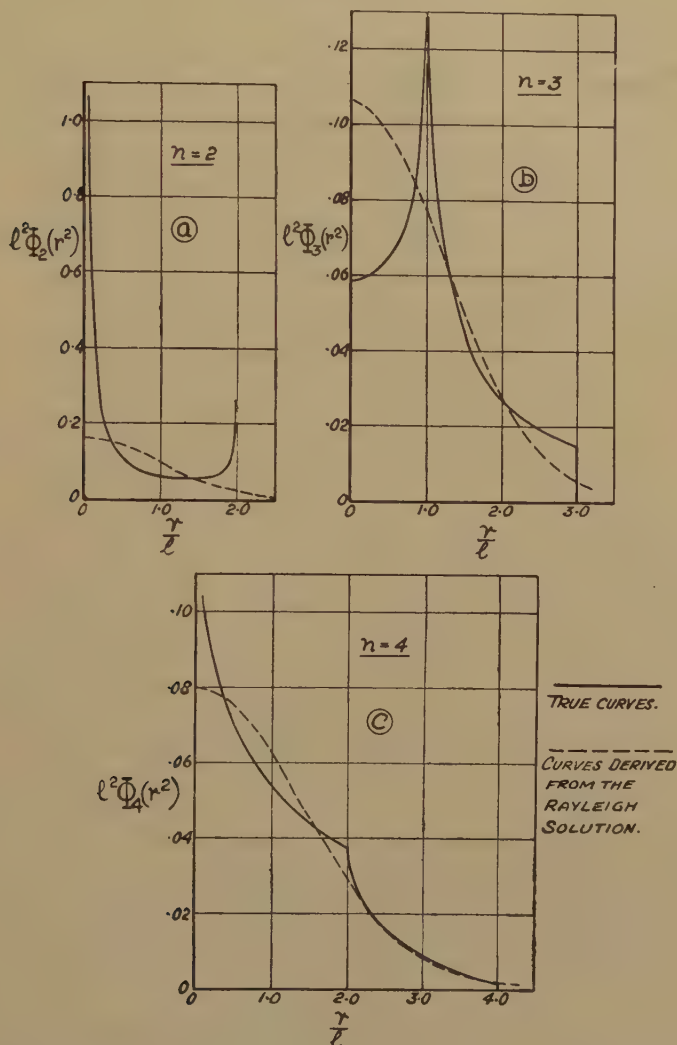 n=2
ⓐ
1.0
0.8
l²Φ₂(r²)
0.6
0.4
0.2
0
0 1.0 2.0
r/l
n=3
ⓑ
.12
.10
.08
l²Φ₃(r²)
.06
.04
.02
0
0 1.0 2.0 3.0
r/l
n=4
ⓒ
.10
.08
.06
l²Φ₄(r²)
.04
.02
0
0 1.0 2.0 3.0 4.0
r/l
TRUE CURVES.
CURVES DERIVED
FROM THE
RAYLEIGH
SOLUTION.